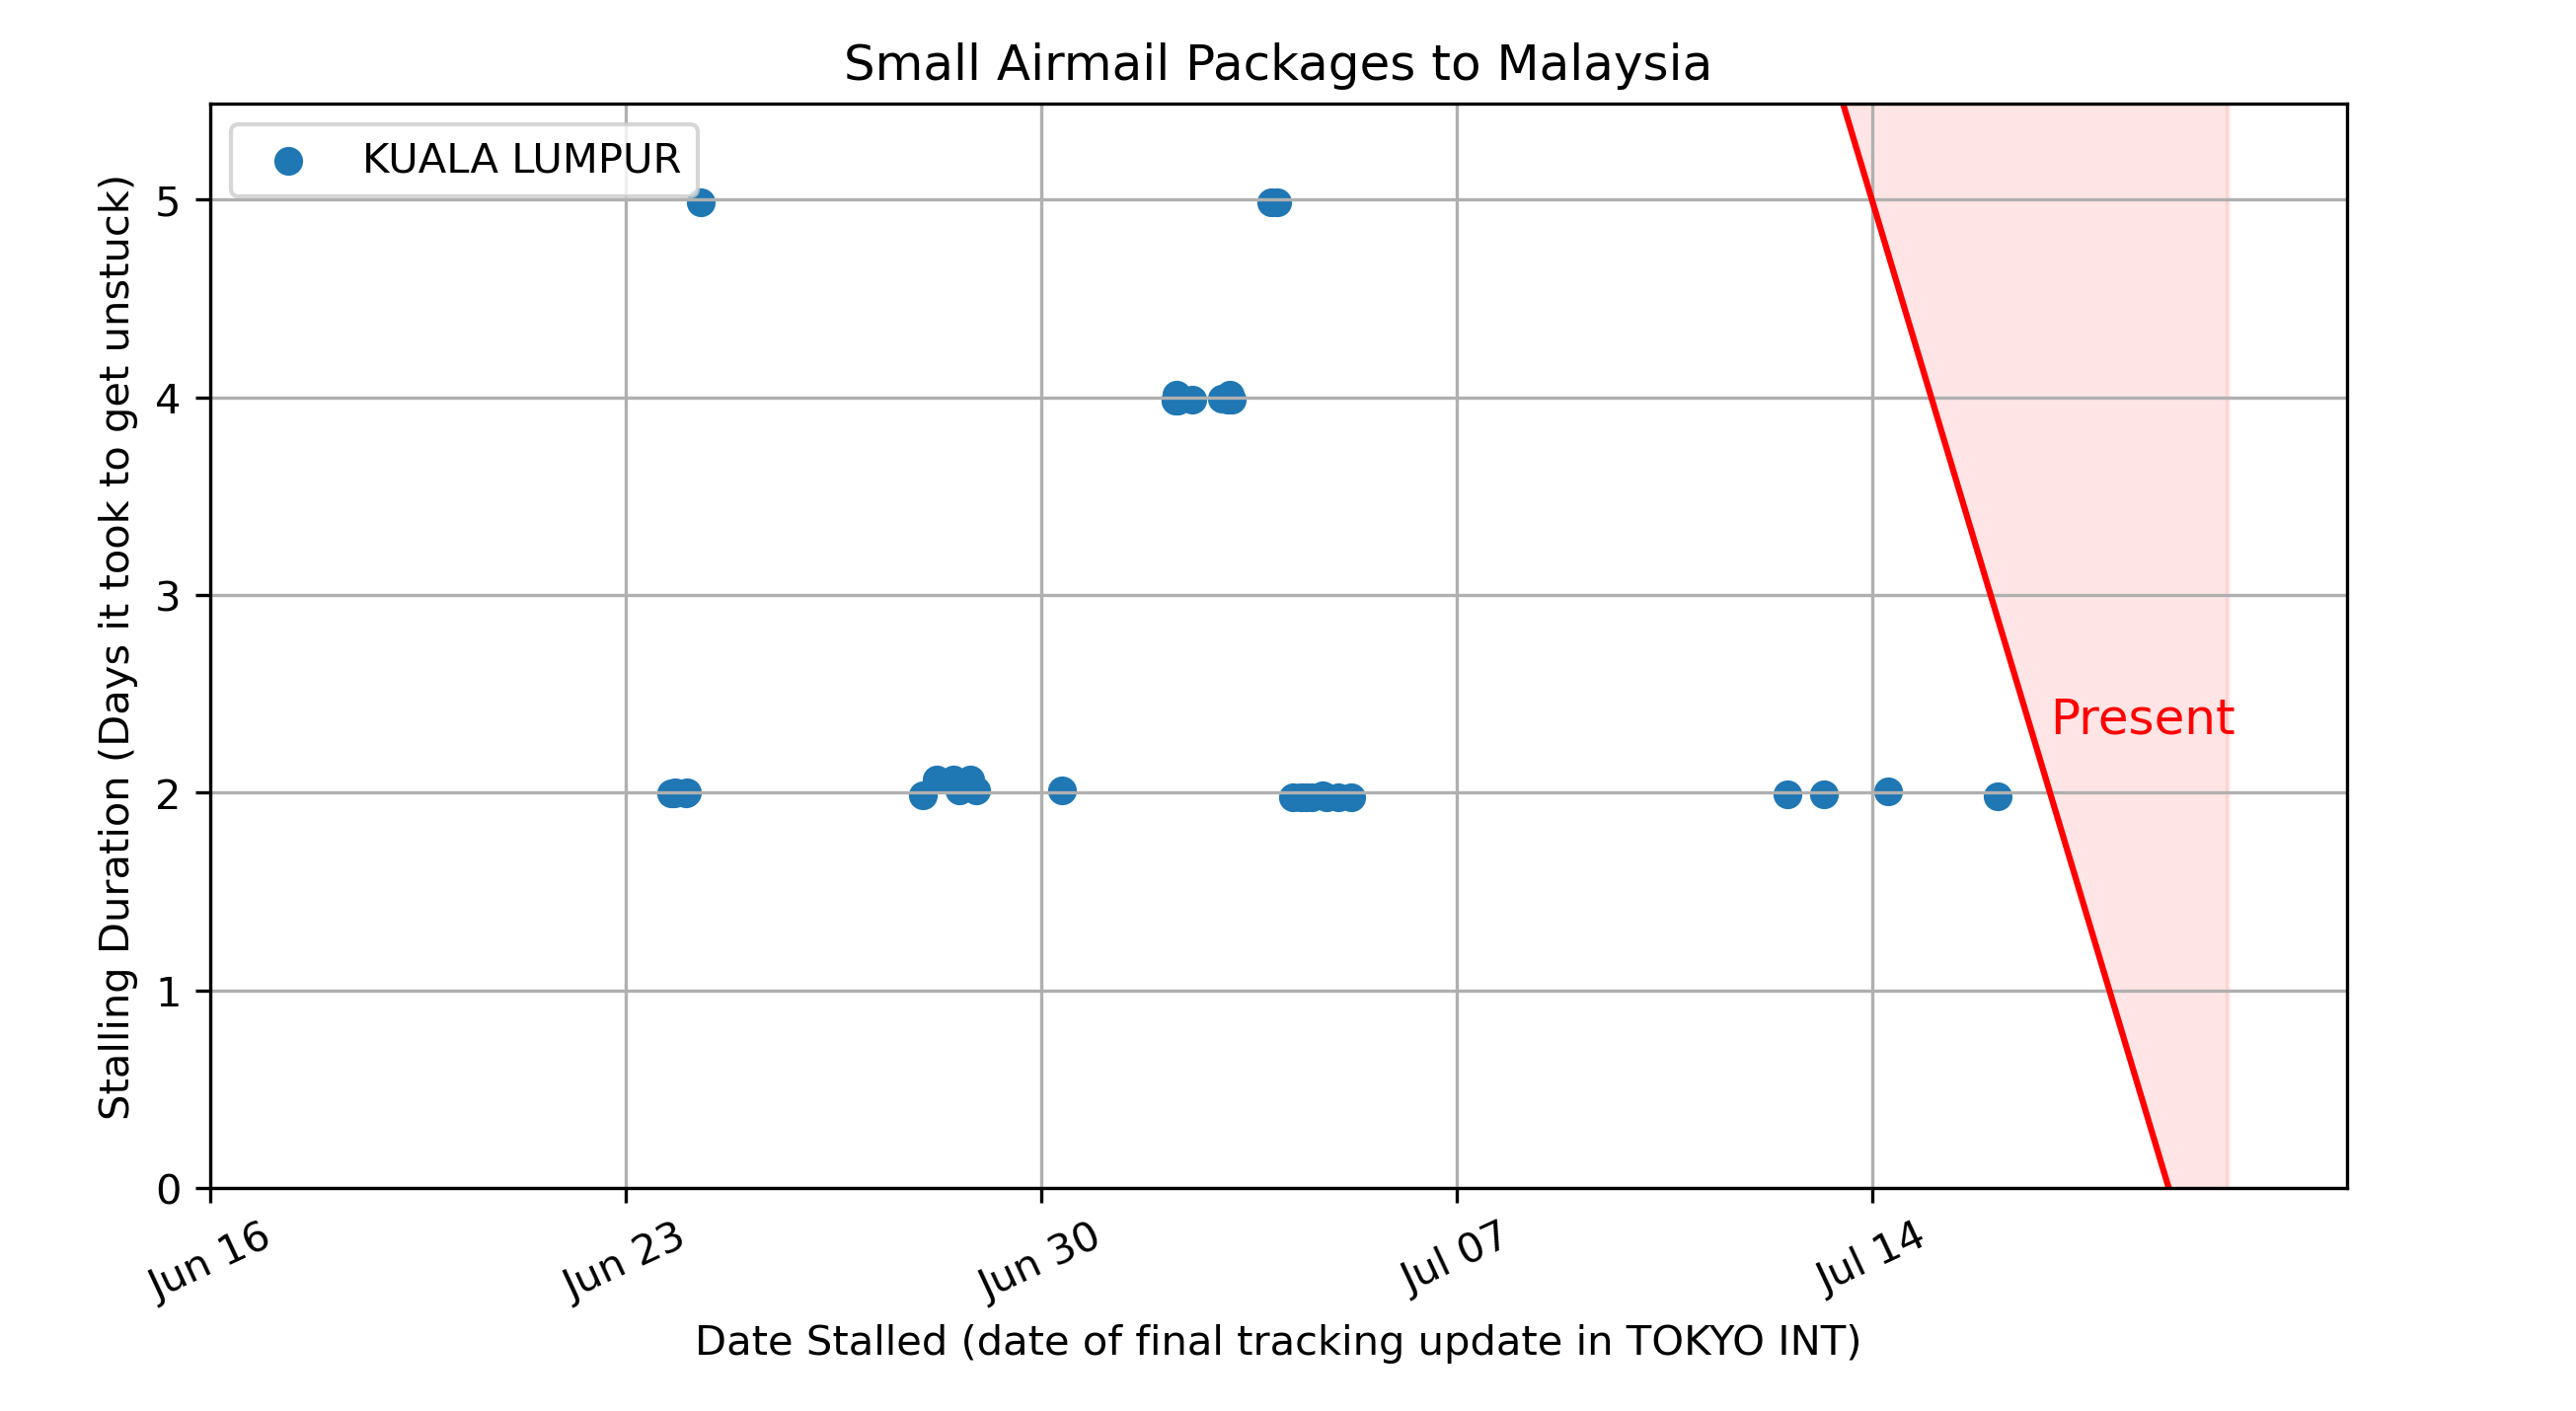 Small Airmail Packages to Malaysia
KUALA LUMPUR
Stalling Duration (Days it took to get unstuck)
5
4
3
2
1
0
Present
Jun 16
Jun 23
Jun 30
Jul 07
Jul 14
Date Stalled (date of final tracking update in TOKYO INT)